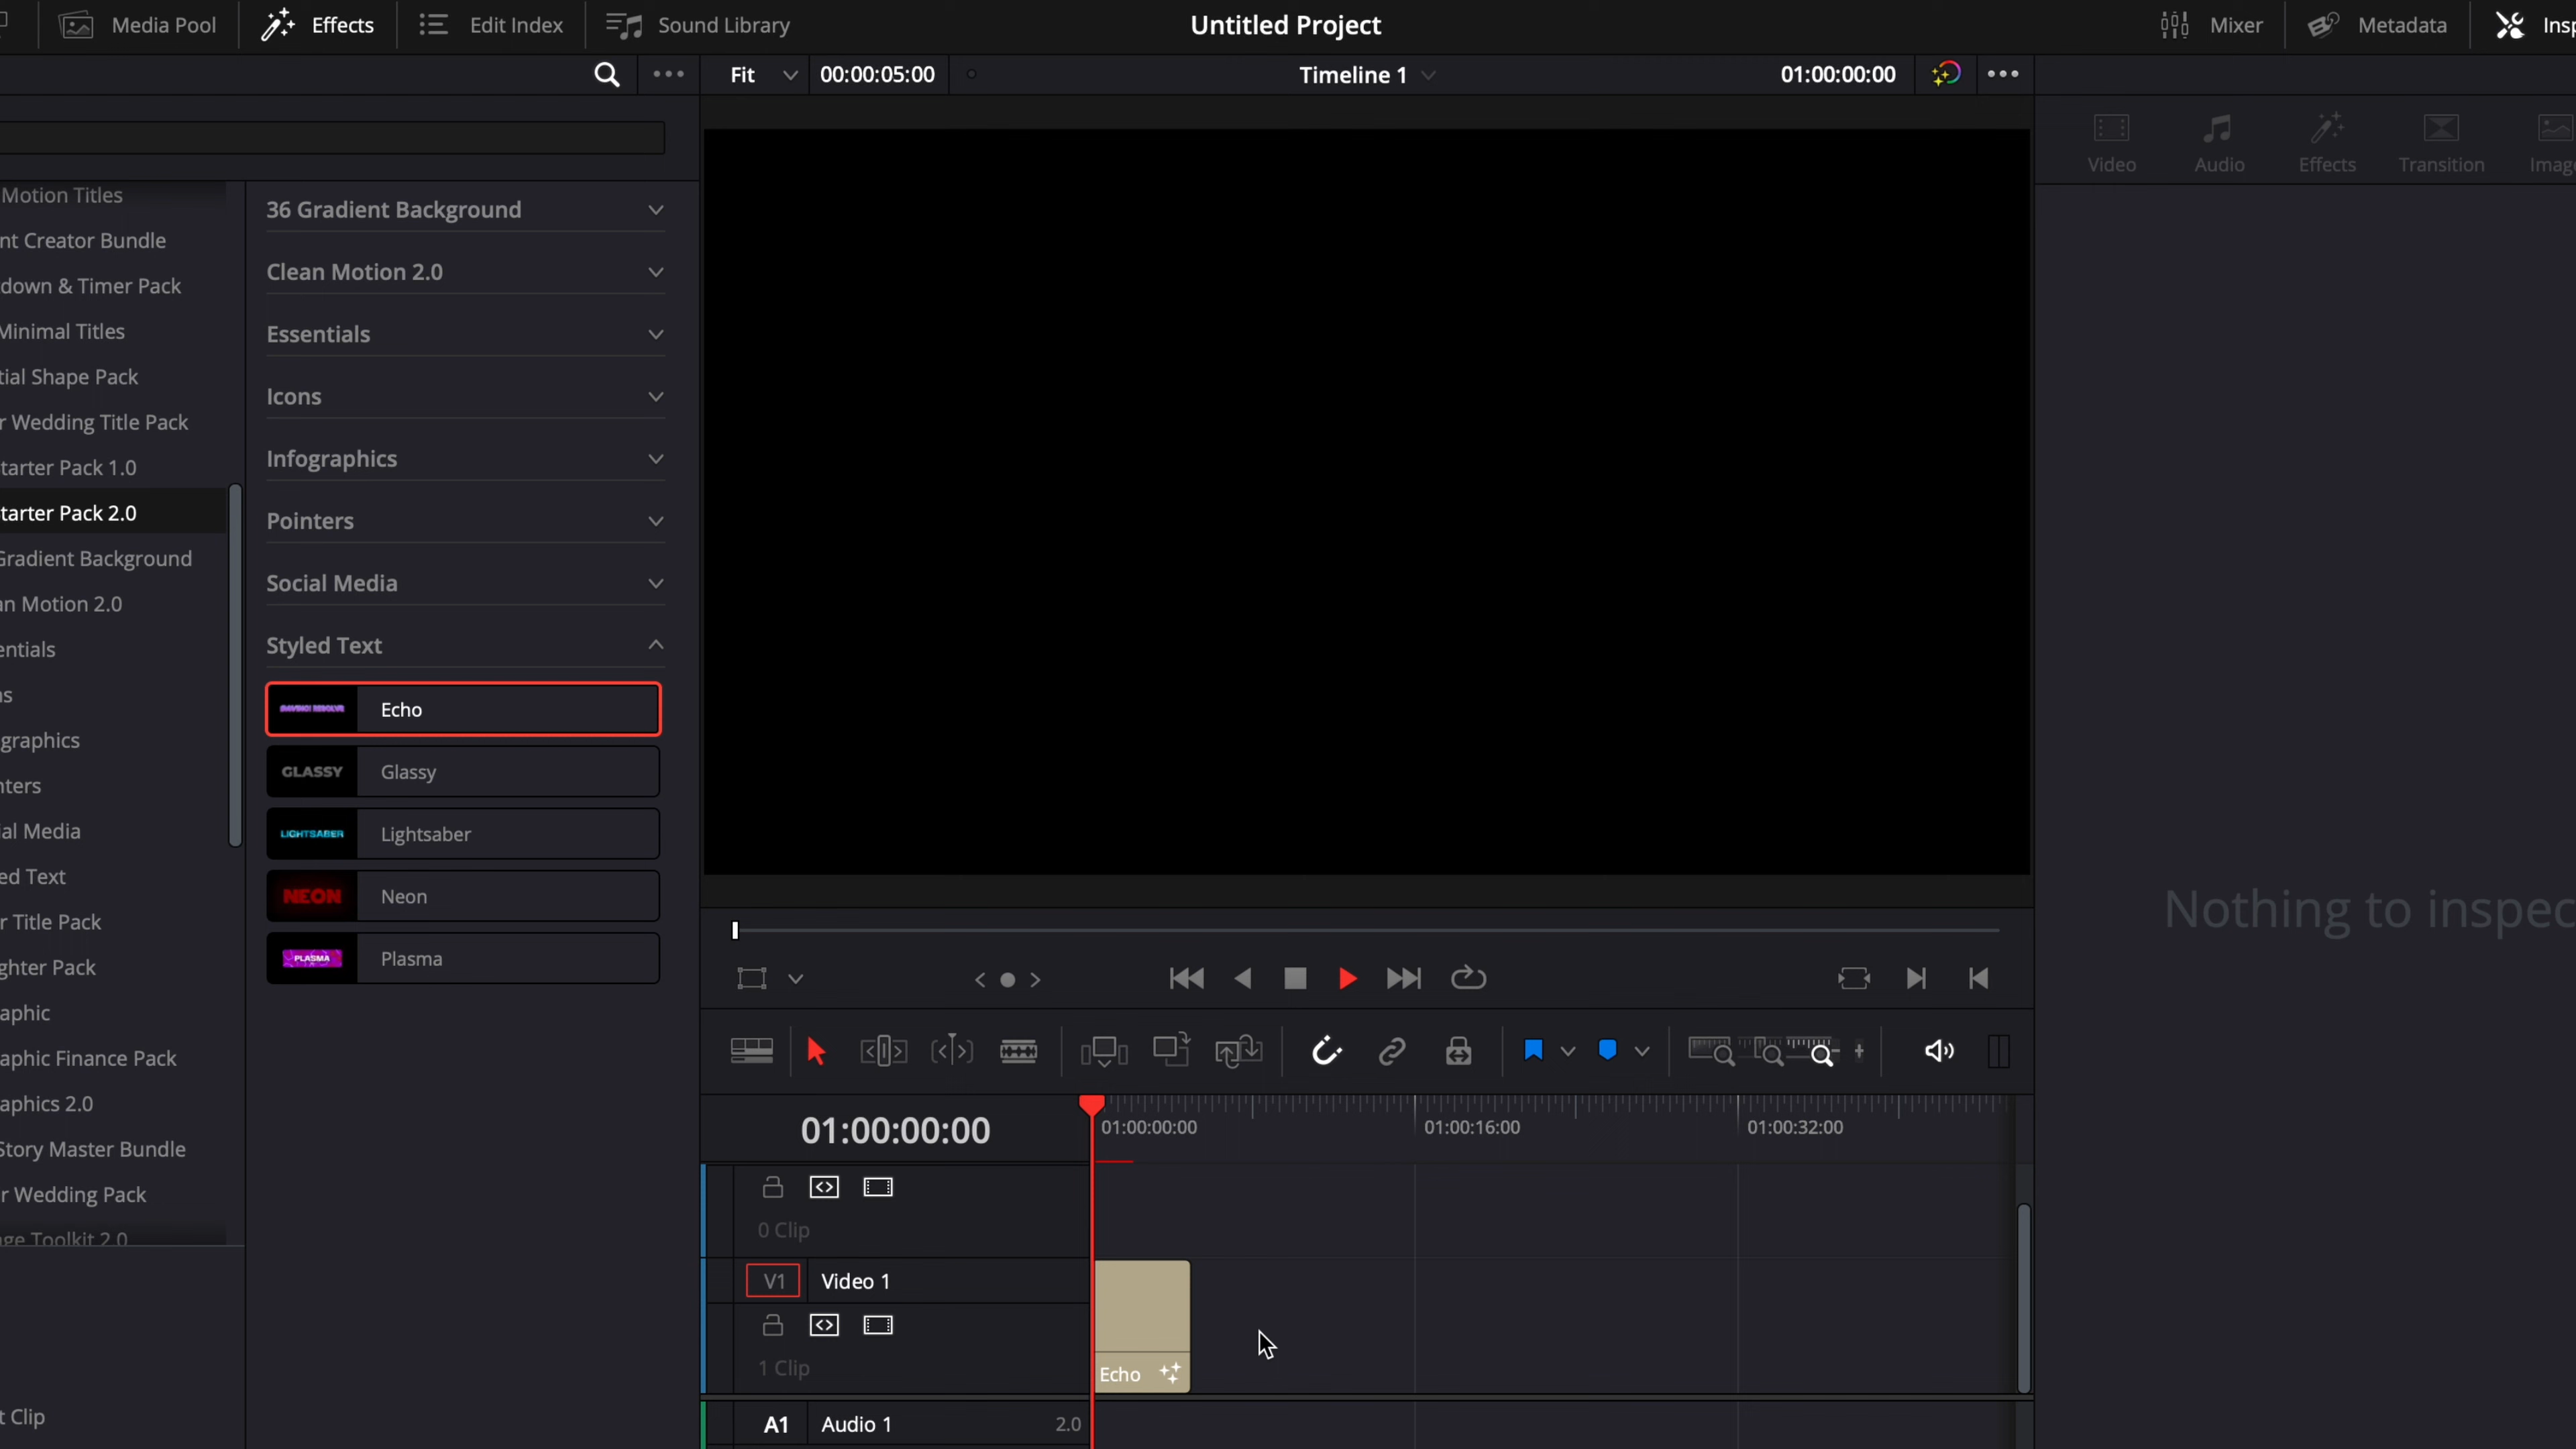 Media Pool
Effects
Edit Index
Sound Library
Untitled Project
Mixer
Metadata
Insp
Fit
00:00:05:00
Timeline 1
01:00:00:00
Video
Audio
Effects
Transition
Imag
Motion Titles
nt Creator Bundle
down & Timer Pack
Minimal Titles
tial Shape Pack
r Wedding Title Pack
tarter Pack 1.0
tarter Pack 2.0
Gradient Background
an Motion 2.0
entials
ns
graphics
nters
ial Media
ed Text
r Title Pack
ghter Pack
aphic
aphic Finance Pack
aphics 2.0
Story Master Bundle
r Wedding Pack
ge Toolkit 2.0
t Clip
36 Gradient Background
Clean Motion 2.0
Essentials
Icons
Infographics
Pointers
Social Media
Styled Text
DAVINCI RESOLVE
Echo
GLASSY
Glassy
LIGHTSABER
Lightsaber
NEON
Neon
PLASMA
Plasma
Nothing to inspec
01:00:00:00
01:00:00:00
01:00:16:00
01:00:32:00
0 Clip
V1
Video 1
1 Clip
Echo
A1
Audio 1
2.0